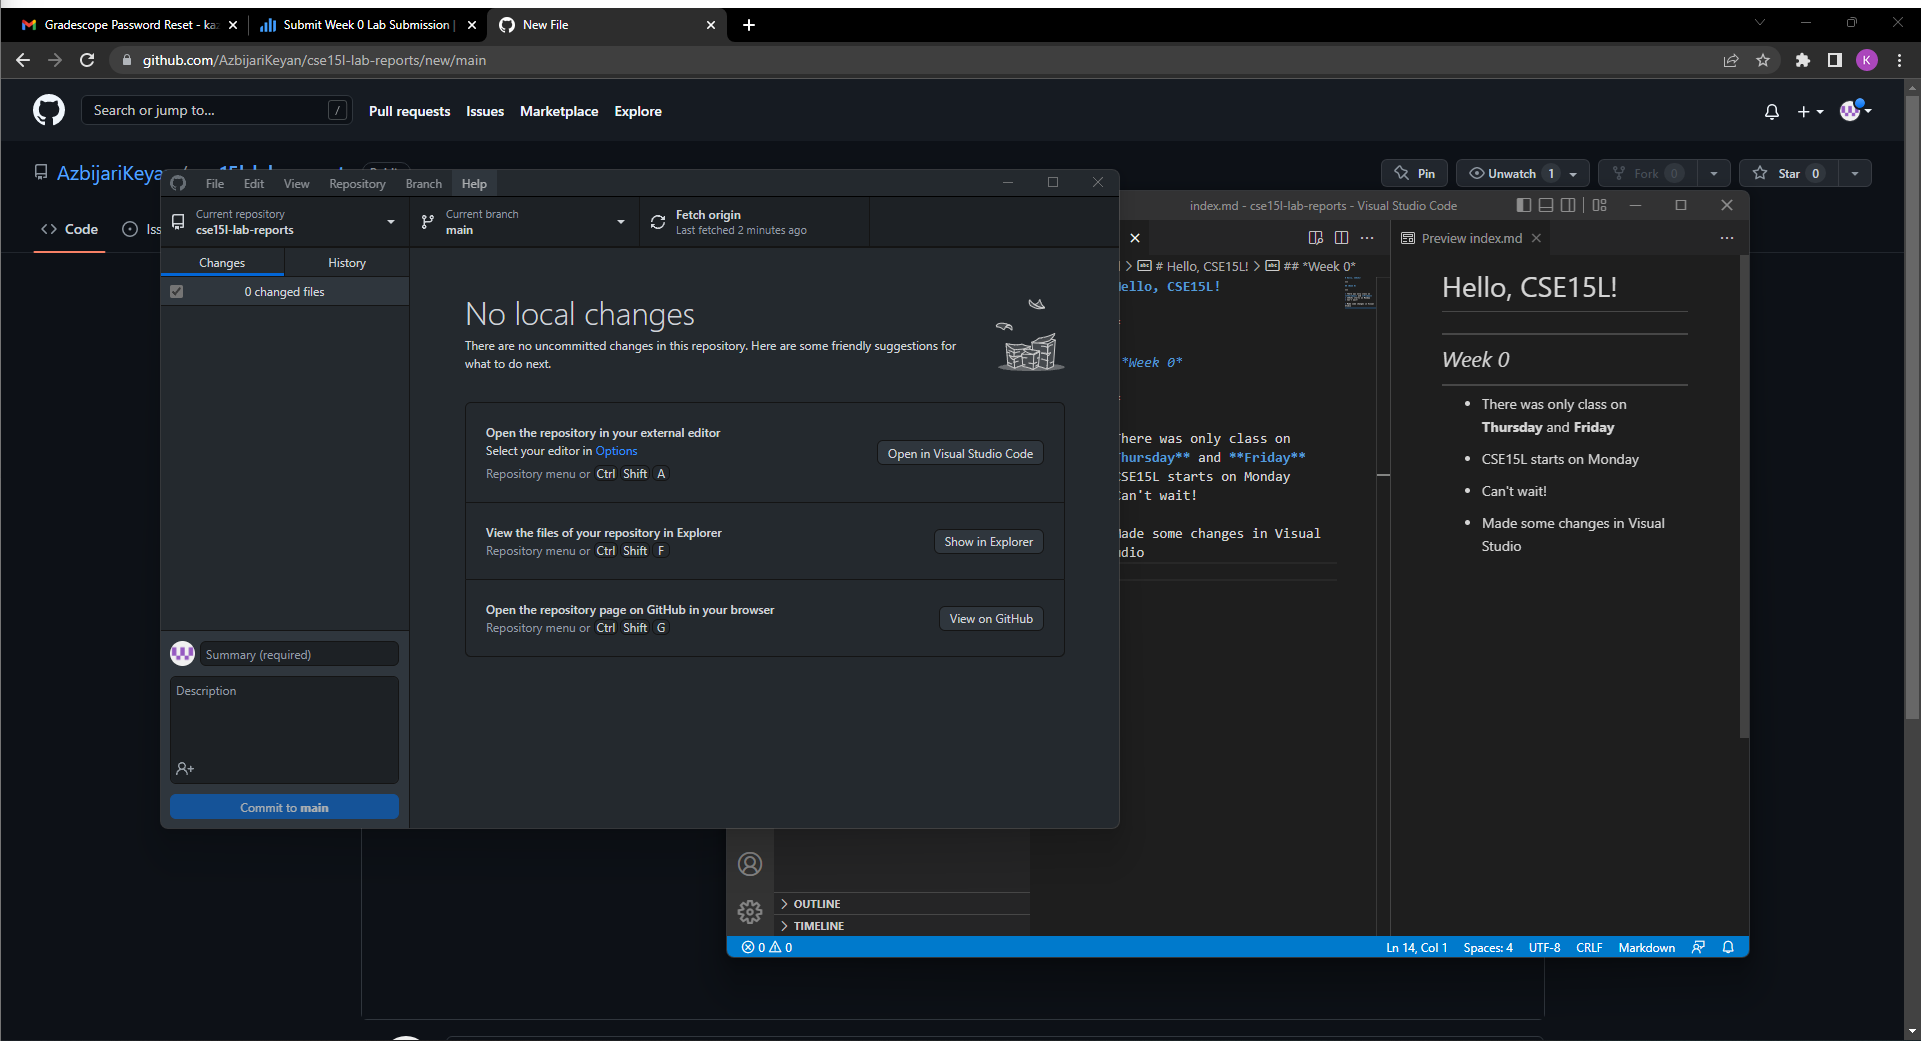 Gradescope Password Reset - kaz
Submit Week 0 Lab Submission |
New File
github.com/AzbijariKeyan/cse15l-lab-reports/new/main
K
Search or jump to...
/
Pull requests
Issues
Marketplace
Explore
AzbijariKeya
Pin
Unwatch 1
Fork 0
Star 0
Code
Iss
File
Edit
View
Repository
Branch
Help
Current repository
cse15l-lab-reports
Current branch
main
Fetch origin
Last fetched 2 minutes ago
Changes
History
0 changed files
No local changes
There are no uncommitted changes in this repository. Here are some friendly suggestions for
what to do next.
Open the repository in your external editor
Select your editor in Options
Repository menu or Ctrl Shift A
Open in Visual Studio Code
View the files of your repository in Explorer
Repository menu or Ctrl Shift F
Show in Explorer
Open the repository page on GitHub in your browser
Repository menu or Ctrl Shift G
View on GitHub
Summary (required)
Description
Commit to main
index.md - cse15l-lab-reports - Visual Studio Code
# Hello, CSE15L! > ## *Week 0*
ello, CSE15L!
*
*Week 0*
*
here was only class on
hursday** and **Friday**
CSE15L starts on Monday
an't wait!
ade some changes in Visual
dio
Preview index.md
Hello, CSE15L!
Week 0
• There was only class on
Thursday and Friday
• CSE15L starts on Monday
• Can't wait!
• Made some changes in Visual
Studio
OUTLINE
TIMELINE
0 0
Ln 14, Col 1
Spaces: 4
UTF-8
CRLF
Markdown